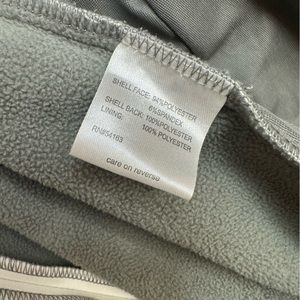 SHELL FACE: 94%POLYESTER
6%SPANDEX
SHELL BACK: 100%POLYESTER
LINING: 100% POLYESTER
RN#54163
care on reverse